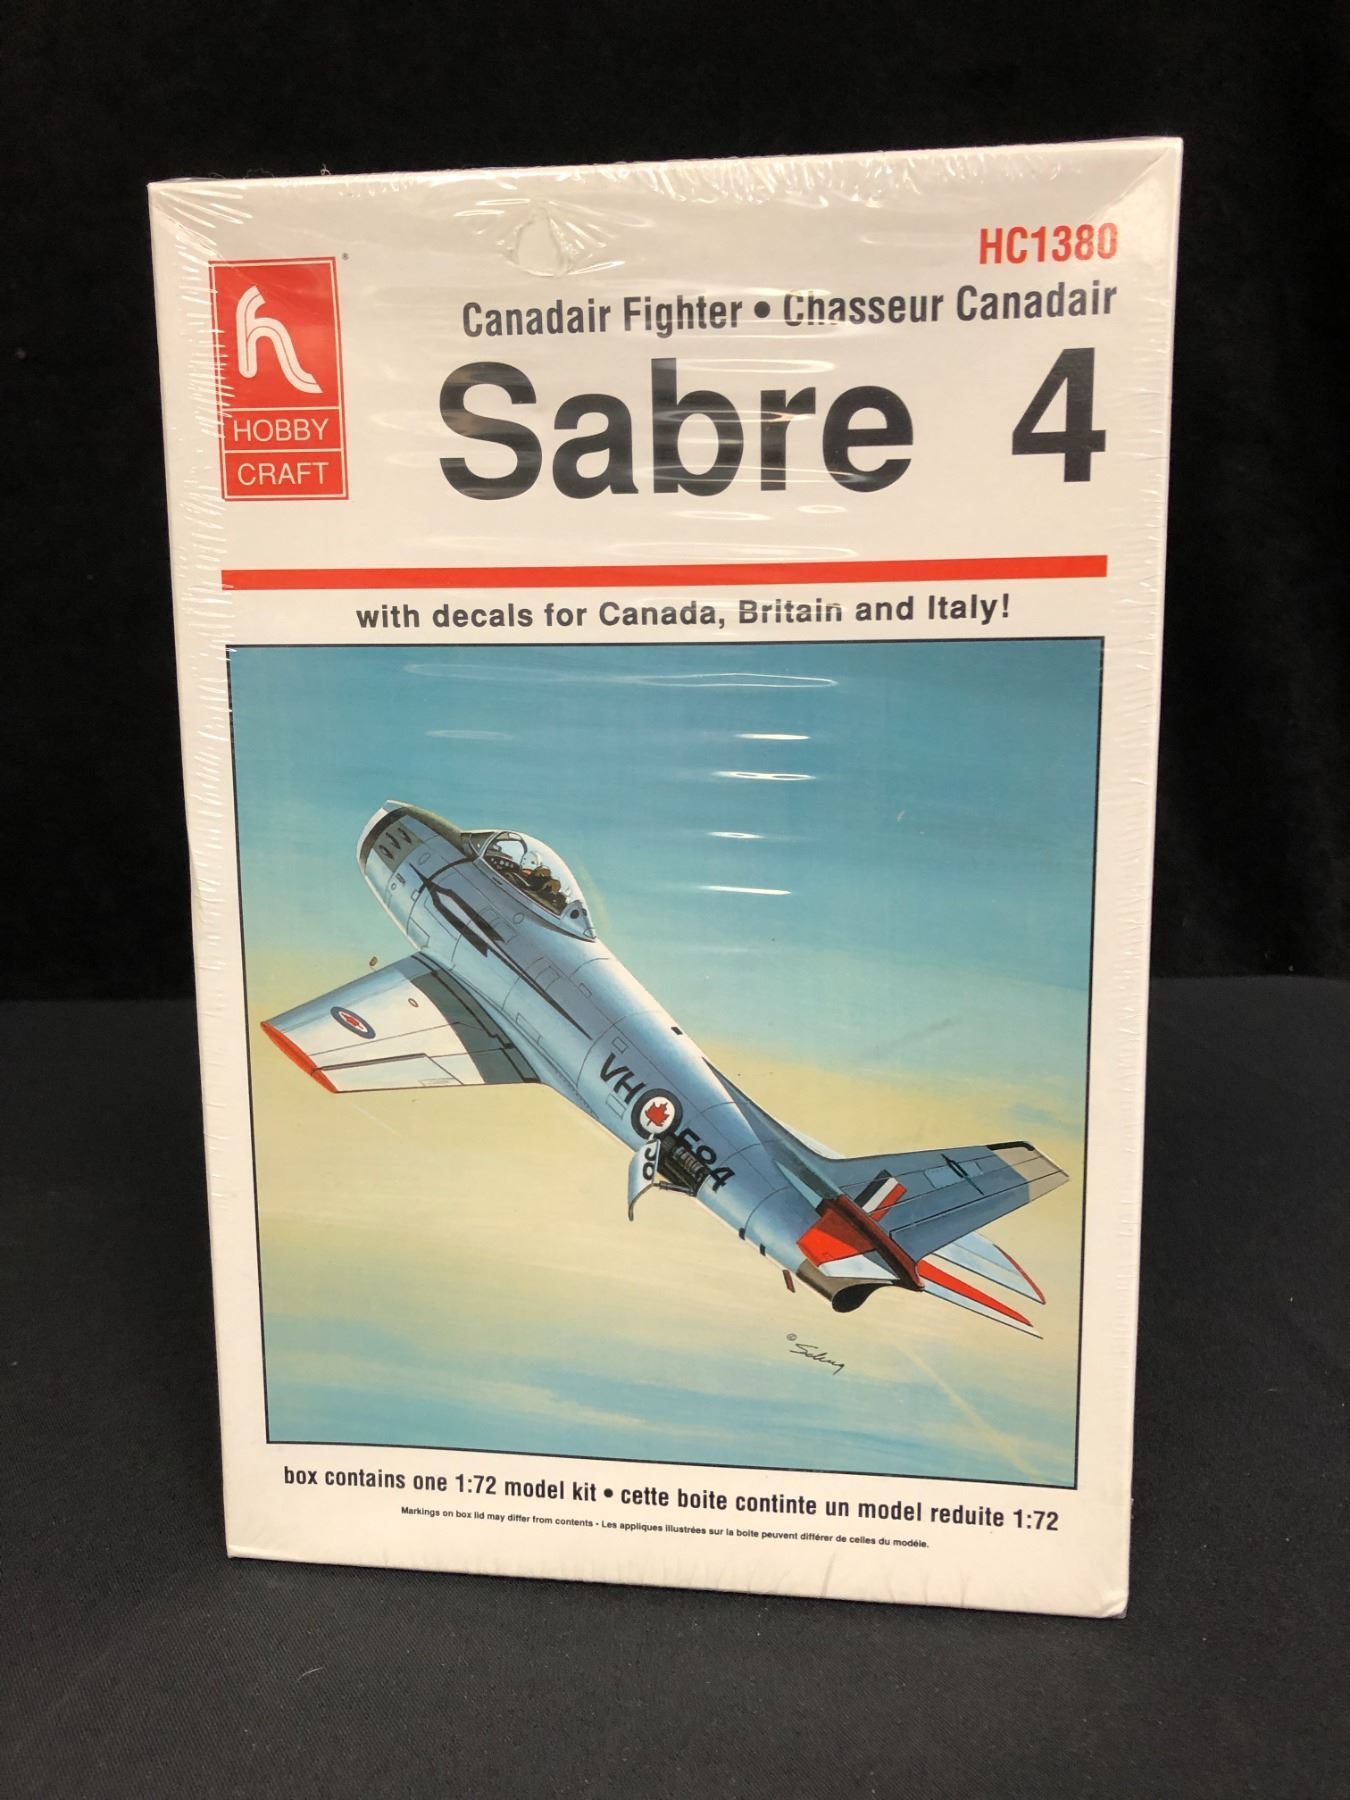 HC1380
Canadair Fighter • Chasseur Canadair
Sabre 4
HOBBY
CRAFT
with decals for Canada, Britain and Italy!
VH 584
box contains one 1:72 model kit • cette boite continte un model reduite 1:72
Markings on box lid may differ from contents - Les appliques illustrées sur la boite peuvent différer de celles du modéle.